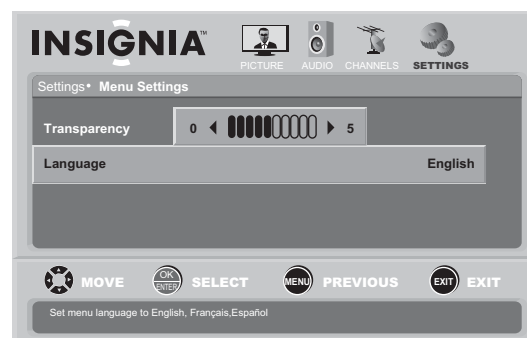 INSIGNIA™
PICTURE AUDIO CHANNELS SETTINGS
Settings• Menu Settings
Transparency 0 5
Language English
MOVE OK ENTER SELECT MENU PREVIOUS EXIT EXIT
Set menu language to English, Français,Español